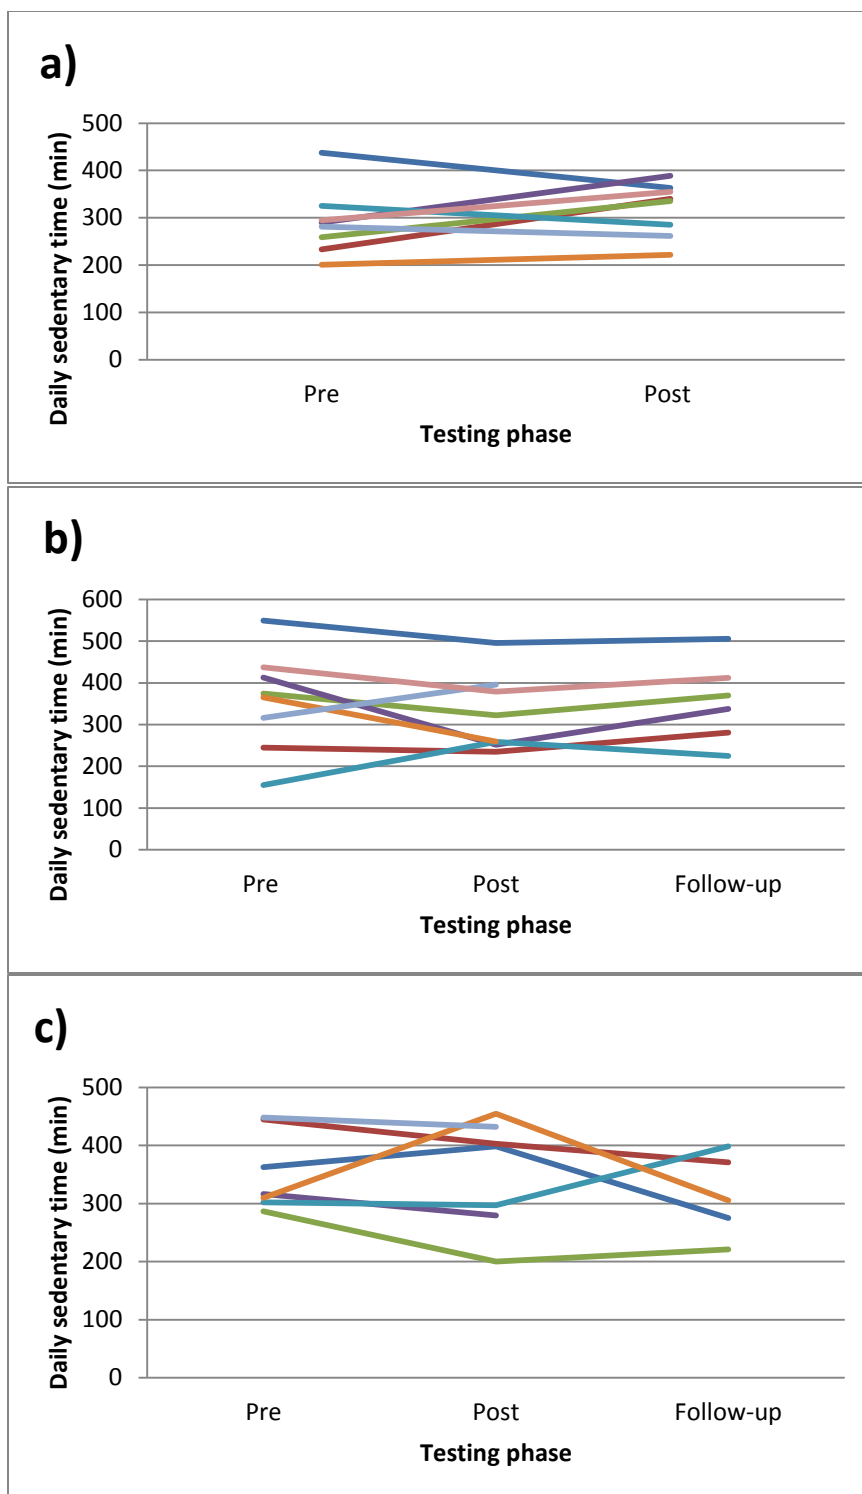 a)
Daily sedentary time (min)
500
400
300
200
100
0
Pre Post
Testing phase
b)
Daily sedentary time (min)
600
500
400
300
200
100
0
Pre Post Follow-up
Testing phase
c)
Daily sedentary time (min)
500
400
300
200
100
0
Pre Post Follow-up
Testing phase